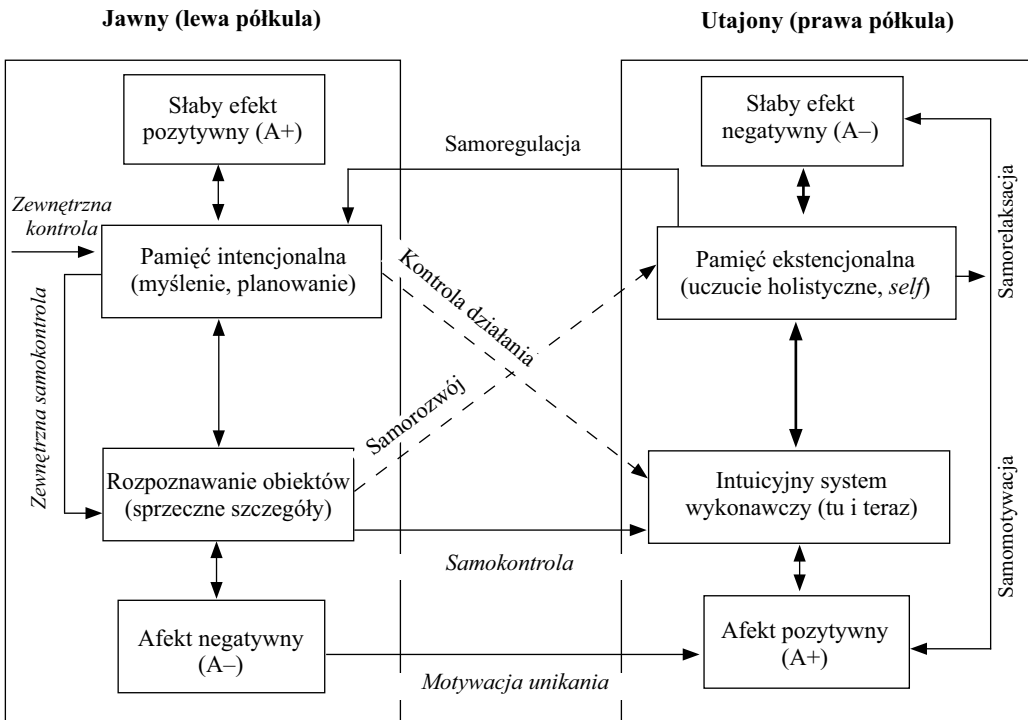 Jawny (lewa półkula)
Utajony (prawa półkula)
Słaby efekt
pozytywny (A+)
Słaby efekt
negatywny (A–)
Samoregulacja
Zewnętrzna
kontrola
Pamięć intencjonalna
(myślenie, planowanie)
Pamięć ekstencjonalna
(uczucie holistyczne, self)
Samorelaksacja
Kontrola działania
Zewnętrzna samokontrola
Samorozwój
Rozpoznawanie obiektów
(sprzeczne szczegóły)
Intuicyjny system
wykonawczy (tu i teraz)
Samokontrola
Samomotywacja
Afekt negatywny
(A–)
Afekt pozytywny
(A+)
Motywacja unikania